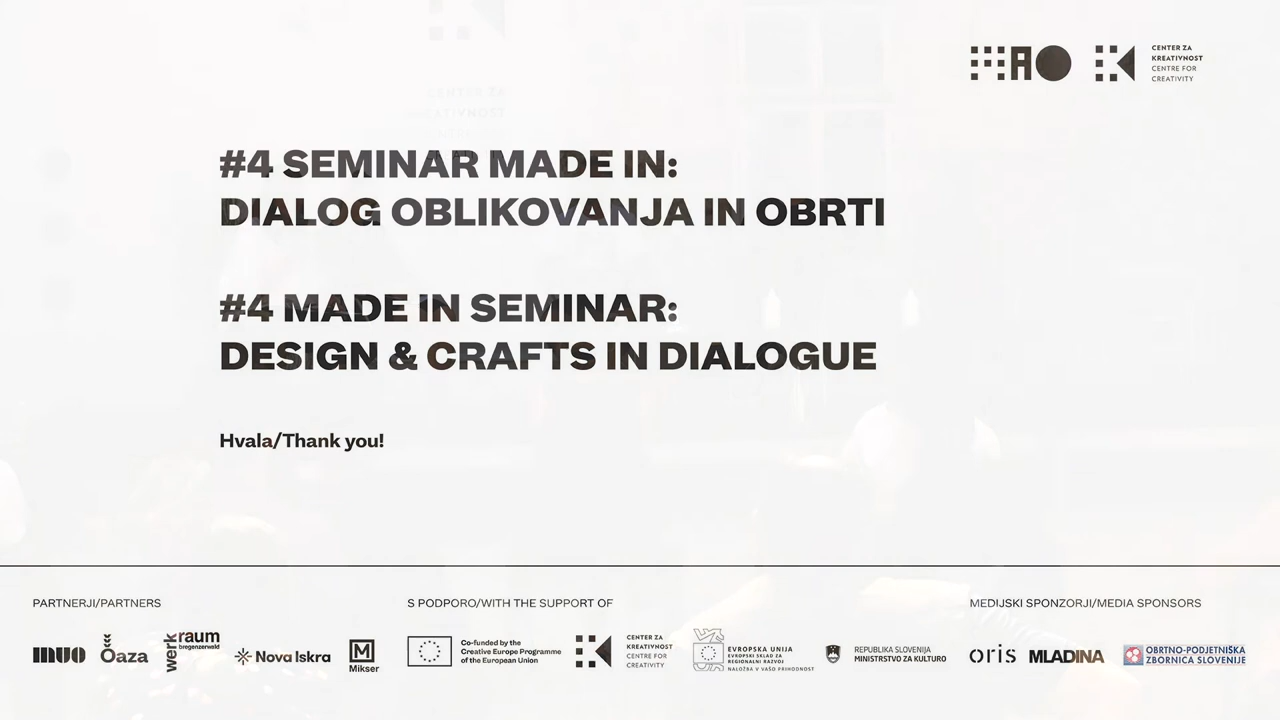 MAO
CENTER ZA
KREATIVNOST
CENTRE FOR
CREATIVITY
#4 SEMINAR MADE IN:
DIALOG OBLIKOVANJA IN OBRTI
#4 MADE IN SEMINAR:
DESIGN & CRAFTS IN DIALOGUE
Hvala/Thank you!
PARTNERJI/PARTNERS
muo
Oaza
werkraum
bregenzerwald
Nova Iskra
M
Mikser
S PODPORO/WITH THE SUPPORT OF
Co-funded by the
Creative Europe Programme
of the European Union
CENTER ZA
KREATIVNOST
CENTRE FOR
CREATIVITY
EVROPSKA UNIJA
EVROPSKI SKLAD ZA
REGIONALNI RAZVOJ
NALOŽBA V VAŠO PRIHODNOST
REPUBLIKA SLOVENIJA
MINISTRSTVO ZA KULTURO
MEDIJSKI SPONZORJI/MEDIA SPONSORS
oris
MLADINA
OBRTNO-PODJETNIŠKA
ZBORNICA SLOVENIJE